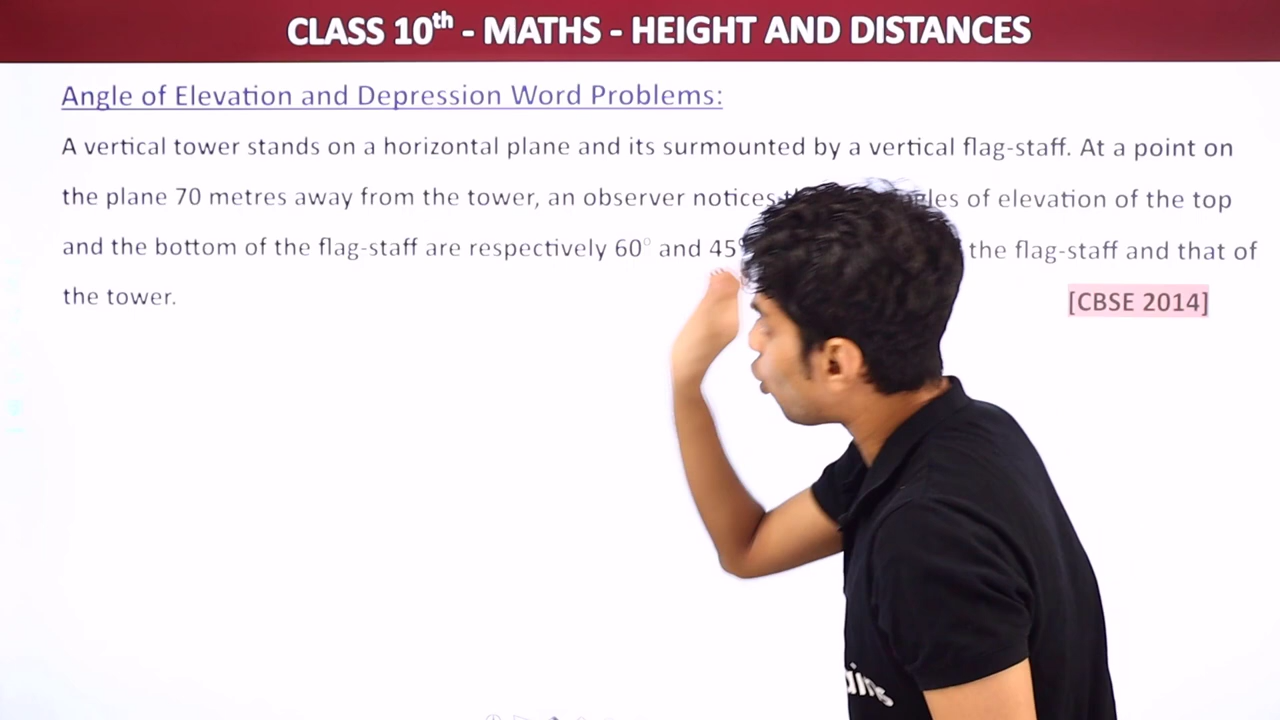 CLASS 10th - MATHS - HEIGHT AND DISTANCES
Angle of Elevation and Depression Word Problems:
A vertical tower stands on a horizontal plane and its surmounted by a vertical flag-staff. At a point on
the plane 70 metres away from the tower, an observer notices of elevation of the top
and the bottom of the flag-staff are respectively 60° and 45° the flag-staff and that of
the tower.
[CBSE 2014]